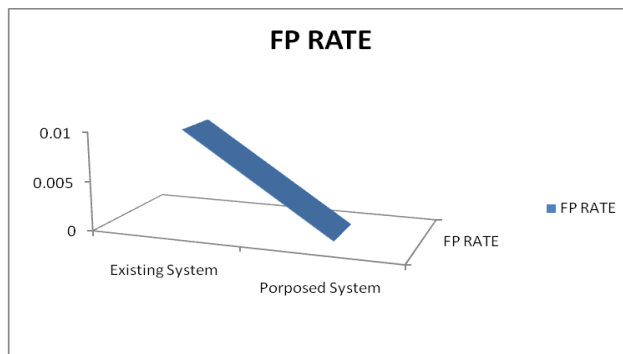 FP RATE
0.01
0.005
0
FP RATE
FP RATE
Existing System
Porposed System